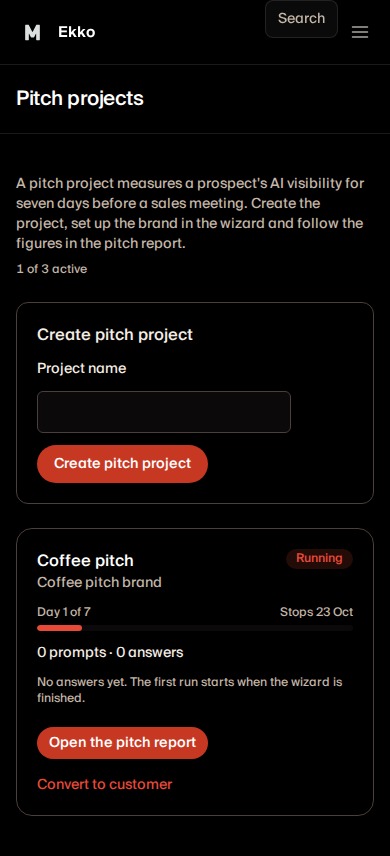 M Ekko
Search
Pitch projects
A pitch project measures a prospect's AI visibility for
seven days before a sales meeting. Create the
project, set up the brand in the wizard and follow the
figures in the pitch report.
1 of 3 active
Create pitch project
Project name
Create pitch project
Coffee pitch
Running
Coffee pitch brand
Day 1 of 7
Stops 23 Oct
0 prompts · 0 answers
No answers yet. The first run starts when the wizard is
finished.
Open the pitch report
Convert to customer